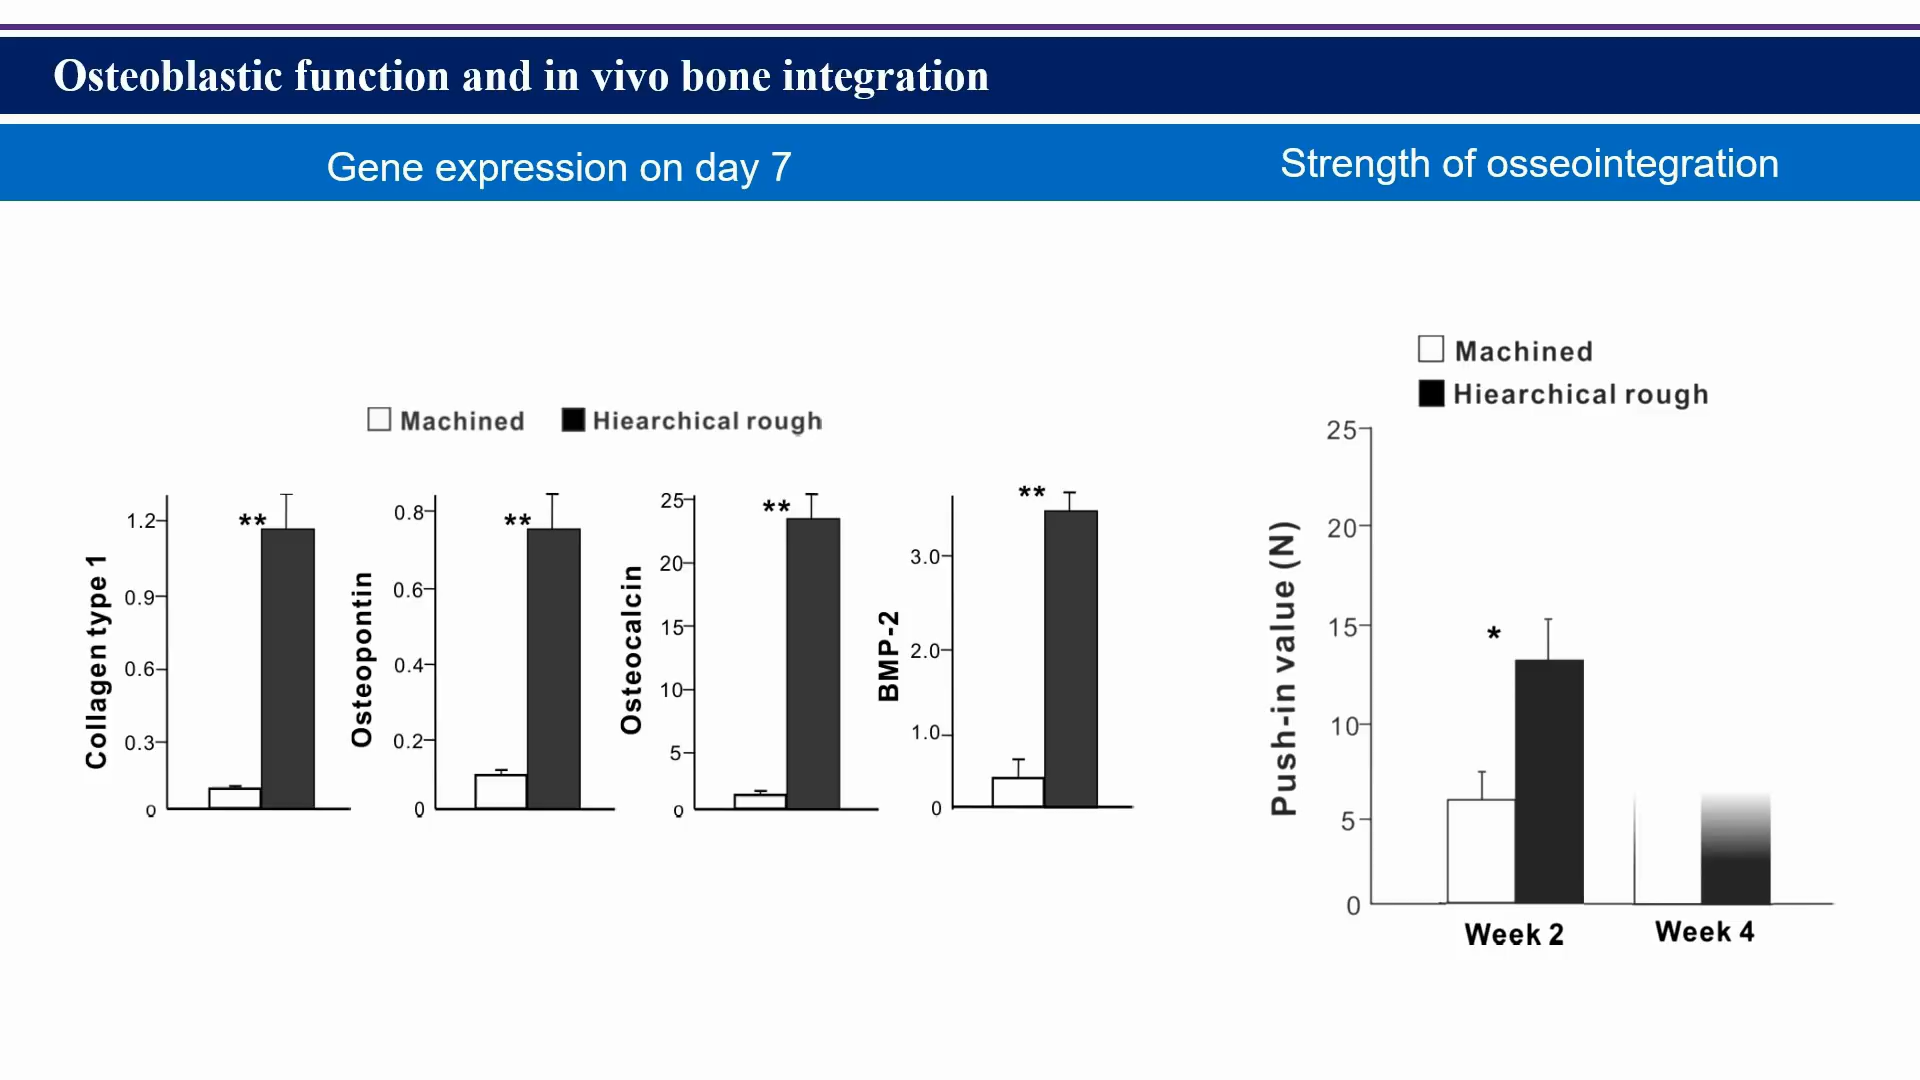 Osteoblastic function and in vivo bone integration
Gene expression on day 7
Strength of osseointegration
Machined
Hiearchical rough
Collagen type 1
1.2
0.9
0.6
0.3
0
**
Osteopontin
0.8
0.6
0.4
0.2
0
**
Osteocalcin
25
20
15
10
5
0
**
BMP-2
3.0
2.0
1.0
0
**
Machined
Hiearchical rough
Push-in value (N)
25
20
15
10
5
0
*
Week 2
Week 4